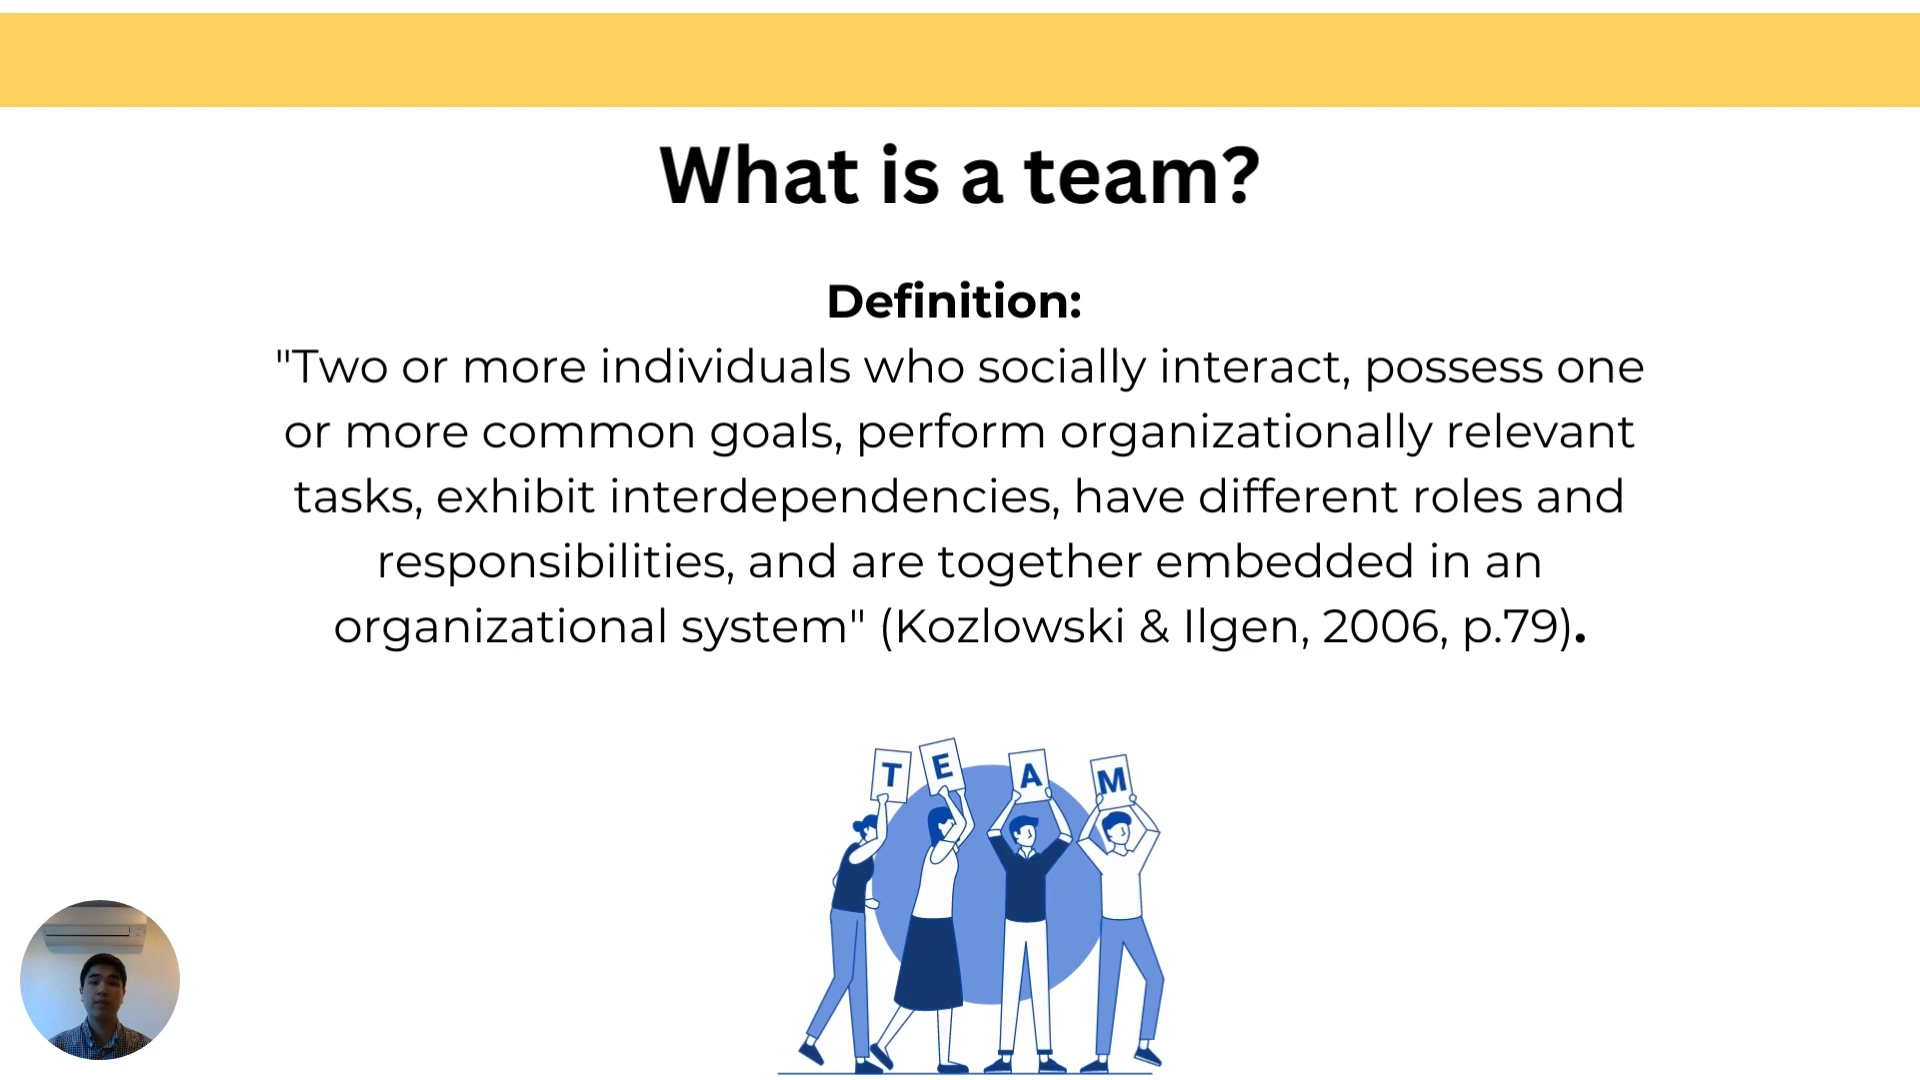 What is a team?
Definition:
"Two or more individuals who socially interact, possess one
or more common goals, perform organizationally relevant
tasks, exhibit interdependencies, have different roles and
responsibilities, and are together embedded in an
organizational system" (Kozlowski & Ilgen, 2006, p.79).
T E A M